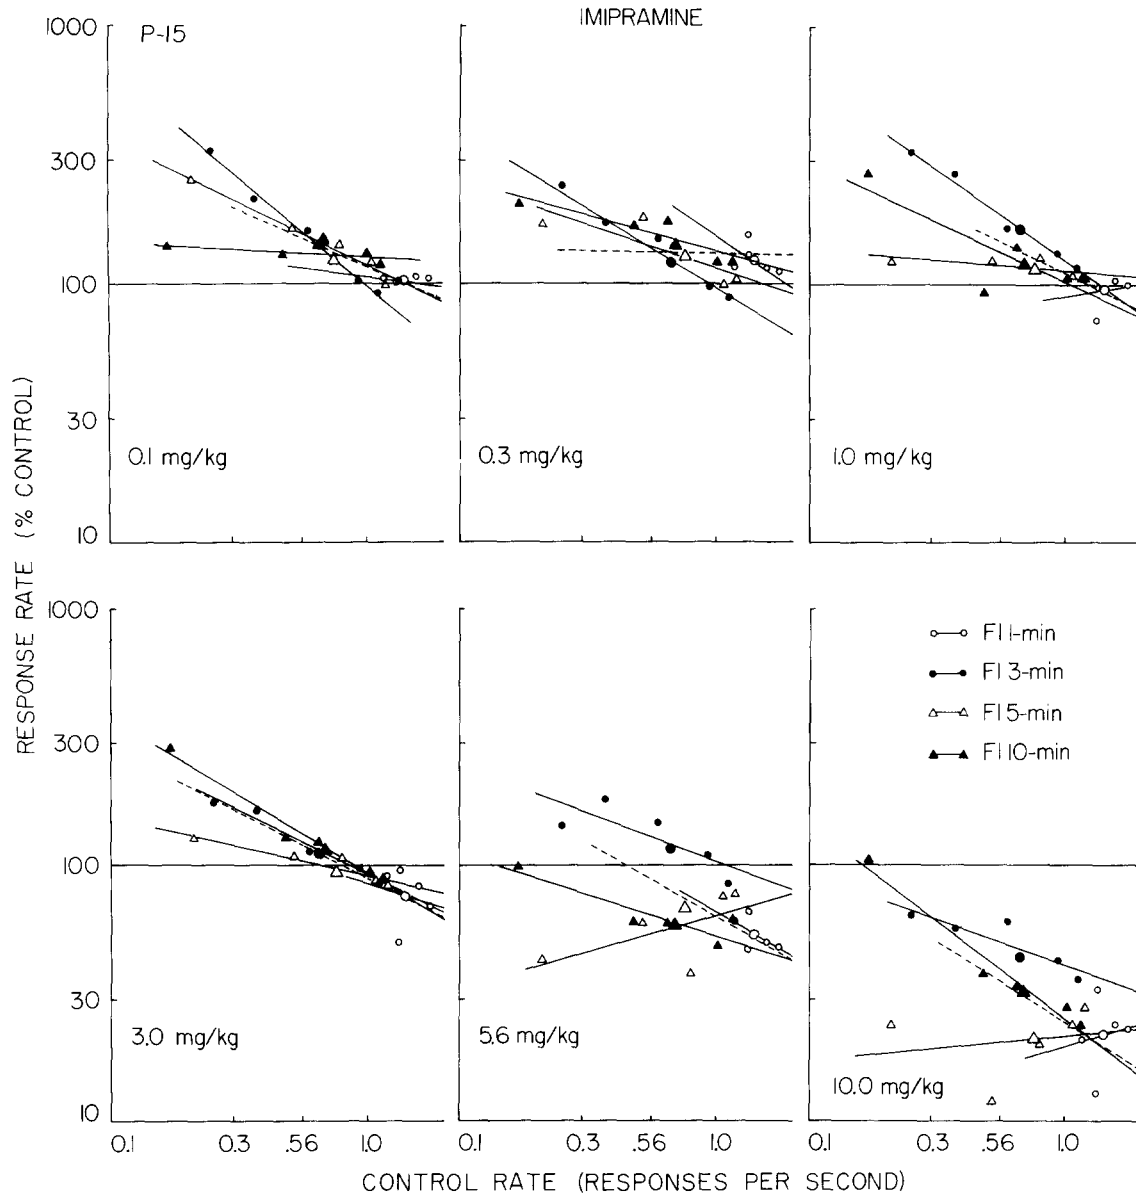 IMIPRAMINE
P-15
1000
300
100
30
10
0.1 mg/kg
0.3 mg/kg
1.0 mg/kg
RESPONSE RATE (% CONTROL)
1000
300
100
30
10
FI 1-min
FI 3-min
FI 5-min
FI 10-min
3.0 mg/kg
5.6 mg/kg
10.0 mg/kg
0.1 0.3 .56 1.0 0.1 0.3 .56 1.0 0.1 0.3 .56 1.0
CONTROL RATE (RESPONSES PER SECOND)